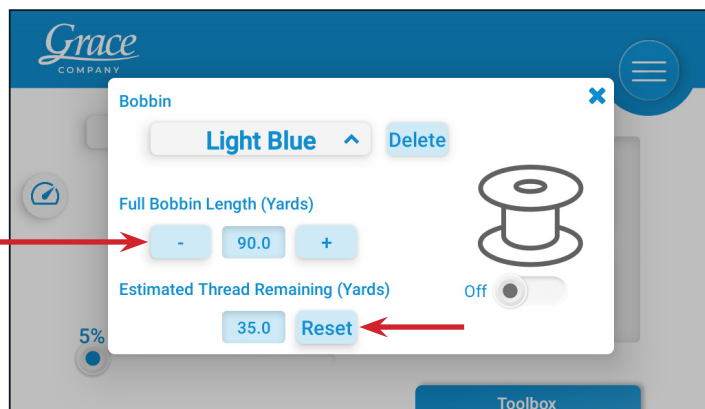 Grace
COMPANY
Bobbin
Light Blue
Delete
Full Bobbin Length (Yards)
- 90.0 +
Estimated Thread Remaining (Yards)
Off
35.0 Reset
5%
Toolbox